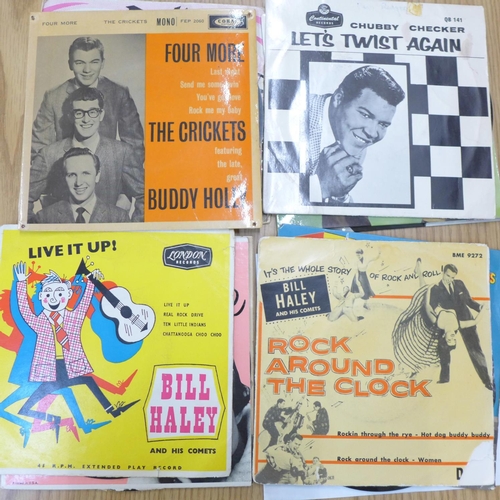 FOUR MORE
THE CRICKETS
MONO
FEP 2060
CORAL
FOUR MORE
Last Night
Send me some lovin'
You've got love
Rock me my Baby
THE CRICKETS
featuring
the late,
great
BUDDY HOLLY
Continental
RECORDS
QB 141
CHUBBY CHECKER
LET'S TWIST AGAIN
LIVE IT UP!
LONDON
RECORDS
LIVE IT UP
REAL ROCK DRIVE
TEN LITTLE INDIANS
CHATTANOOGA CHOO CHOO
BILL
HALEY
AND HIS COMETS
45 R.P.M. EXTENDED PLAY RECORD
BME 9272
IT'S THE WHOLE STORY OF ROCK AND ROLL!
BILL
HALEY
AND HIS COMETS
ROCK
AROUND
THE CLOCK
Rockin through the rye - Hot dog buddy buddy
Rock around the clock - Women
D
S